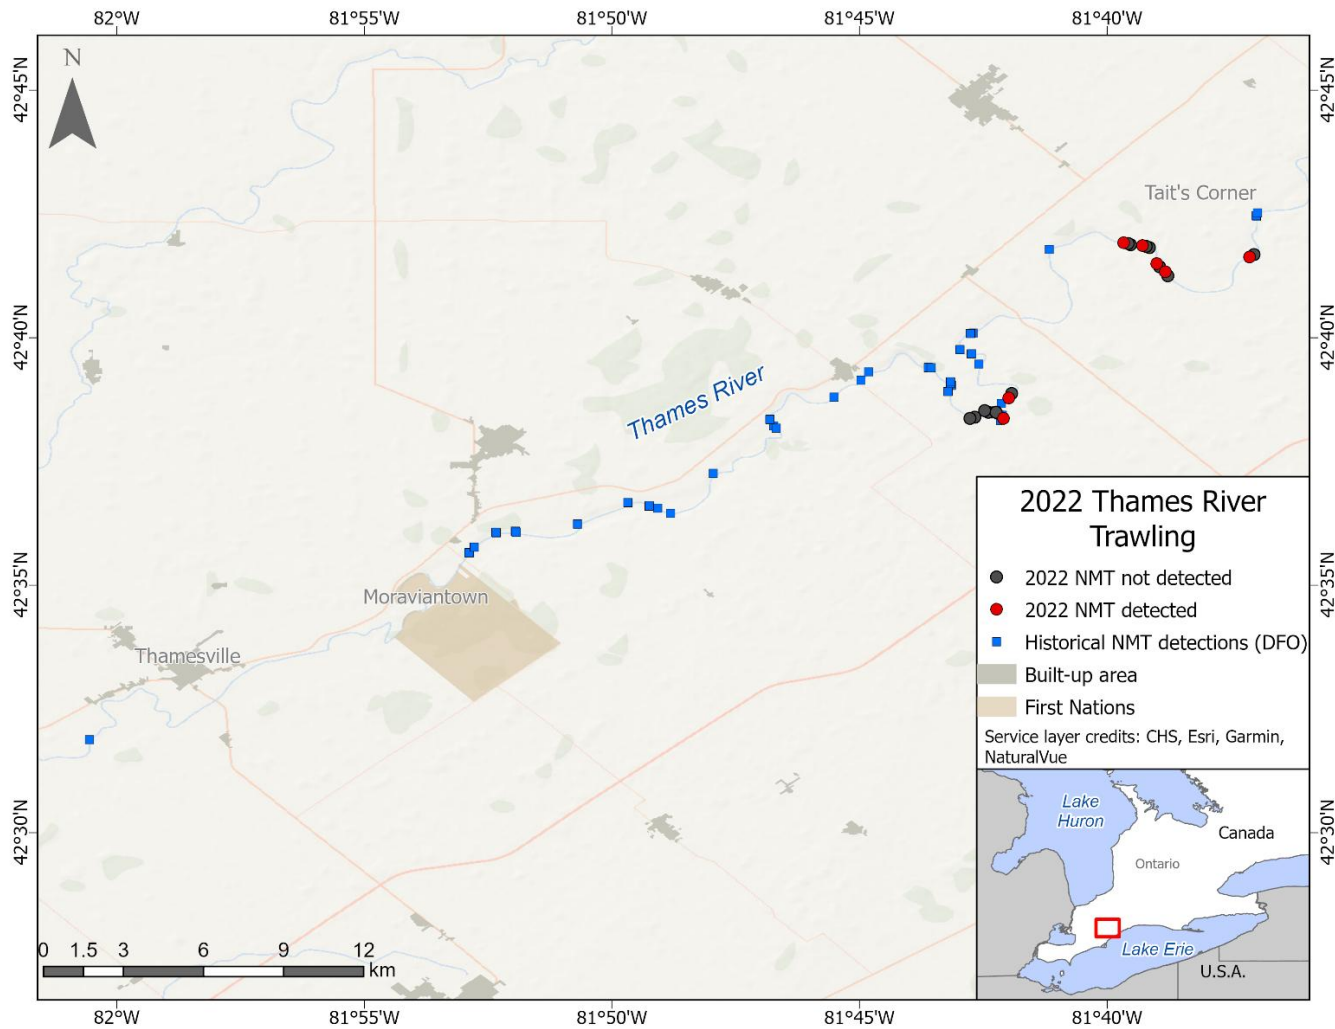 82°W 81°55'W 81°50'W 81°45'W 81°40'W
N
42°45'N
42°45'N
Tait's Corner
42°40'N
42°40'N
Thames River
42°35'N
42°35'N
Moraviantown
Thamesville
42°30'N
42°30'N
2022 Thames River
Trawling
2022 NMT not detected
2022 NMT detected
Historical NMT detections (DFO)
Built-up area
First Nations
Service layer credits: CHS, Esri, Garmin,
NaturalVue
Lake
Huron
Canada
Ontario
Lake Erie
U.S.A.
0 1.5 3 6 9 12
km
82°W 81°55'W 81°50'W 81°45'W 81°40'W